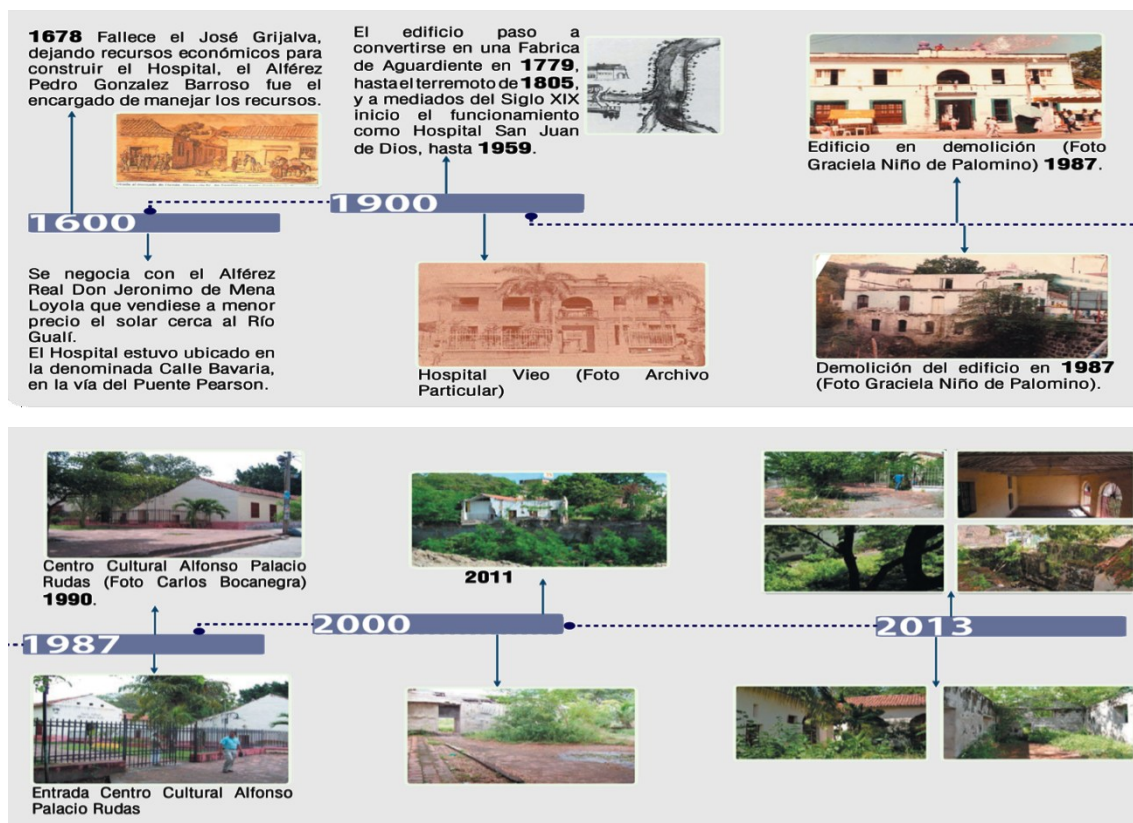 1678 Fallece el José Grijalva,
dejando recursos económicos para
construir el Hospital, el Alférez
Pedro Gonzalez Barroso fue el
encargado de manejar los recursos.
1600
Se negocia con el Alférez
Real Don Jeronimo de Mena
Loyola que vendiese a menor
precio el solar cerca al Río
Gualí.
El Hospital estuvo ubicado en
la denominada Calle Bavaria,
en la vía del Puente Pearson.
El edificio paso a
convertirse en una Fabrica
de Aguardiente en 1779,
hasta el terremoto de 1805,
y a mediados del Siglo XIX
inicio el funcionamiento
como Hospital San Juan
de Dios, hasta 1959.
1900
Hospital Vieo (Foto Archivo
Particular)
Edificio en demolición (Foto
Graciela Niño de Palomino) 1987.
Demolición del edificio en 1987
(Foto Graciela Niño de Palomino).
Centro Cultural Alfonso Palacio
Rudas (Foto Carlos Bocanegra)
1990.
1987
Entrada Centro Cultural Alfonso
Palacio Rudas
2011
2000
2013